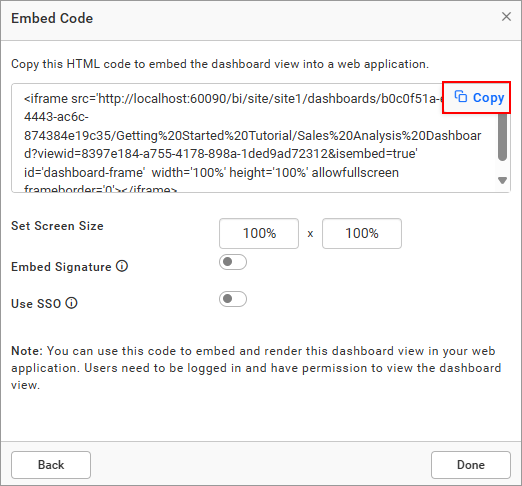 Embed Code
Copy this HTML code to embed the dashboard view into a web application.
<iframe src='http://localhost:60090/bi/site/site1/dashboards/b0c0f51a-
Copy
4443-ac6c-
874384e19c35/Getting%20Started%20Tutorial/Sales%20Analysis%20Dashboar
d?viewid=8397e184-a755-4178-898a-1ded9ad72312&isembed=true'
id='dashboard-frame'  width='100%' height='100%' allowfullscreen
frameborder='0'></iframe>
Set Screen Size
100% x 100%
Embed Signature
Use SSO
Note: You can use this code to embed and render this dashboard view in your web
application. Users need to be logged in and have permission to view the dashboard
view.
Back
Done